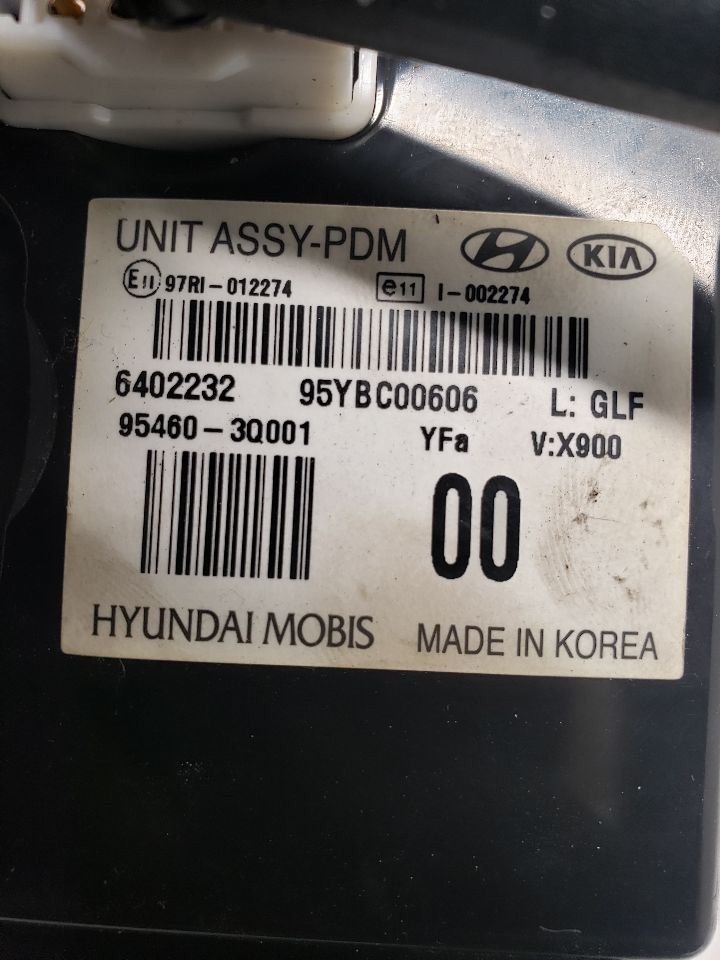 UNIT ASSY-PDM KIA
E11 97RI-012274 e11 I-002274
6402232 95YBC00606 L: GLF
95460-3Q001 YFa V:X900
00
HYUNDAI MOBIS MADE IN KOREA